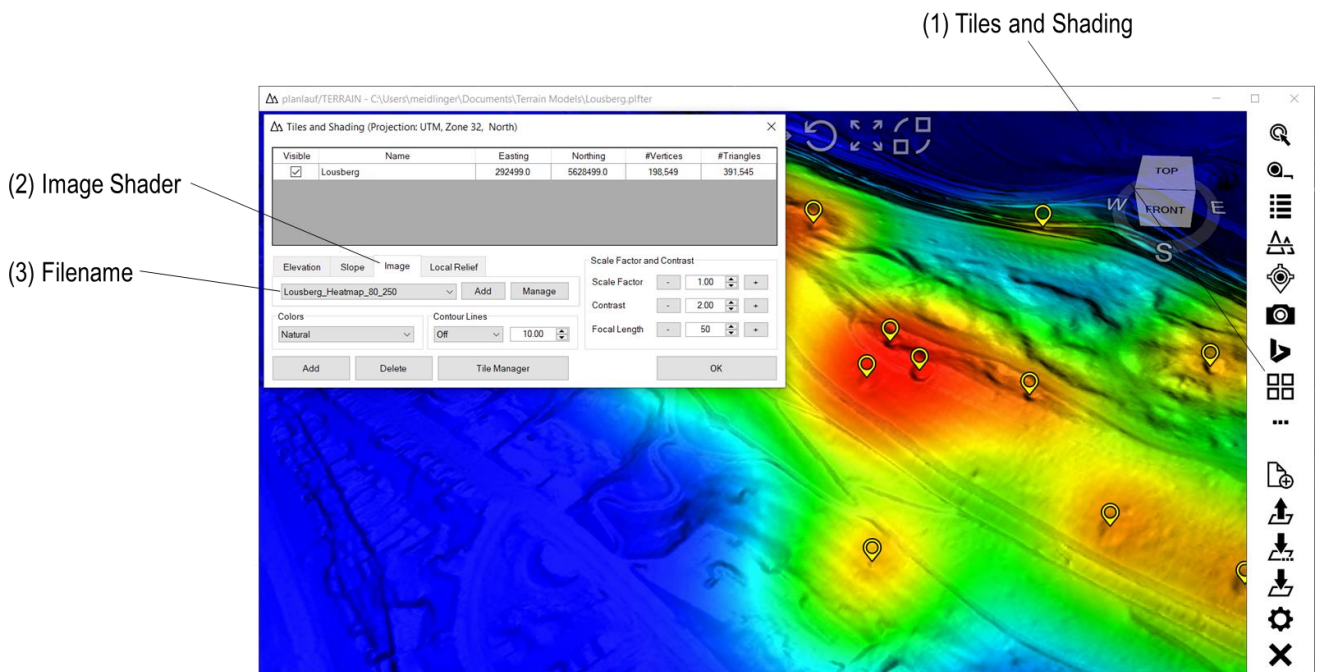 (1) Tiles and Shading
planlauf/TERRAIN - C:\Users\meidlinger\Documents\Terrain Models\Lousberg.plfter
Tiles and Shading (Projection: UTM, Zone 32, North)
Visible Name Easting Northing #Vertices #Triangles
Lousberg 292499.0 5628499.0 198,549 391,545
(2) Image Shader
(3) Filename
Elevation Slope Image Local Relief
Lousberg_Heatmap_80_250 Add Manage
Colors Contour Lines
Natural Off 10.00
Scale Factor and Contrast
Scale Factor - 1.00 +
Contrast - 2.00 +
Focal Length - 50 +
Add Delete Tile Manager OK
TOP
W FRONT E
S